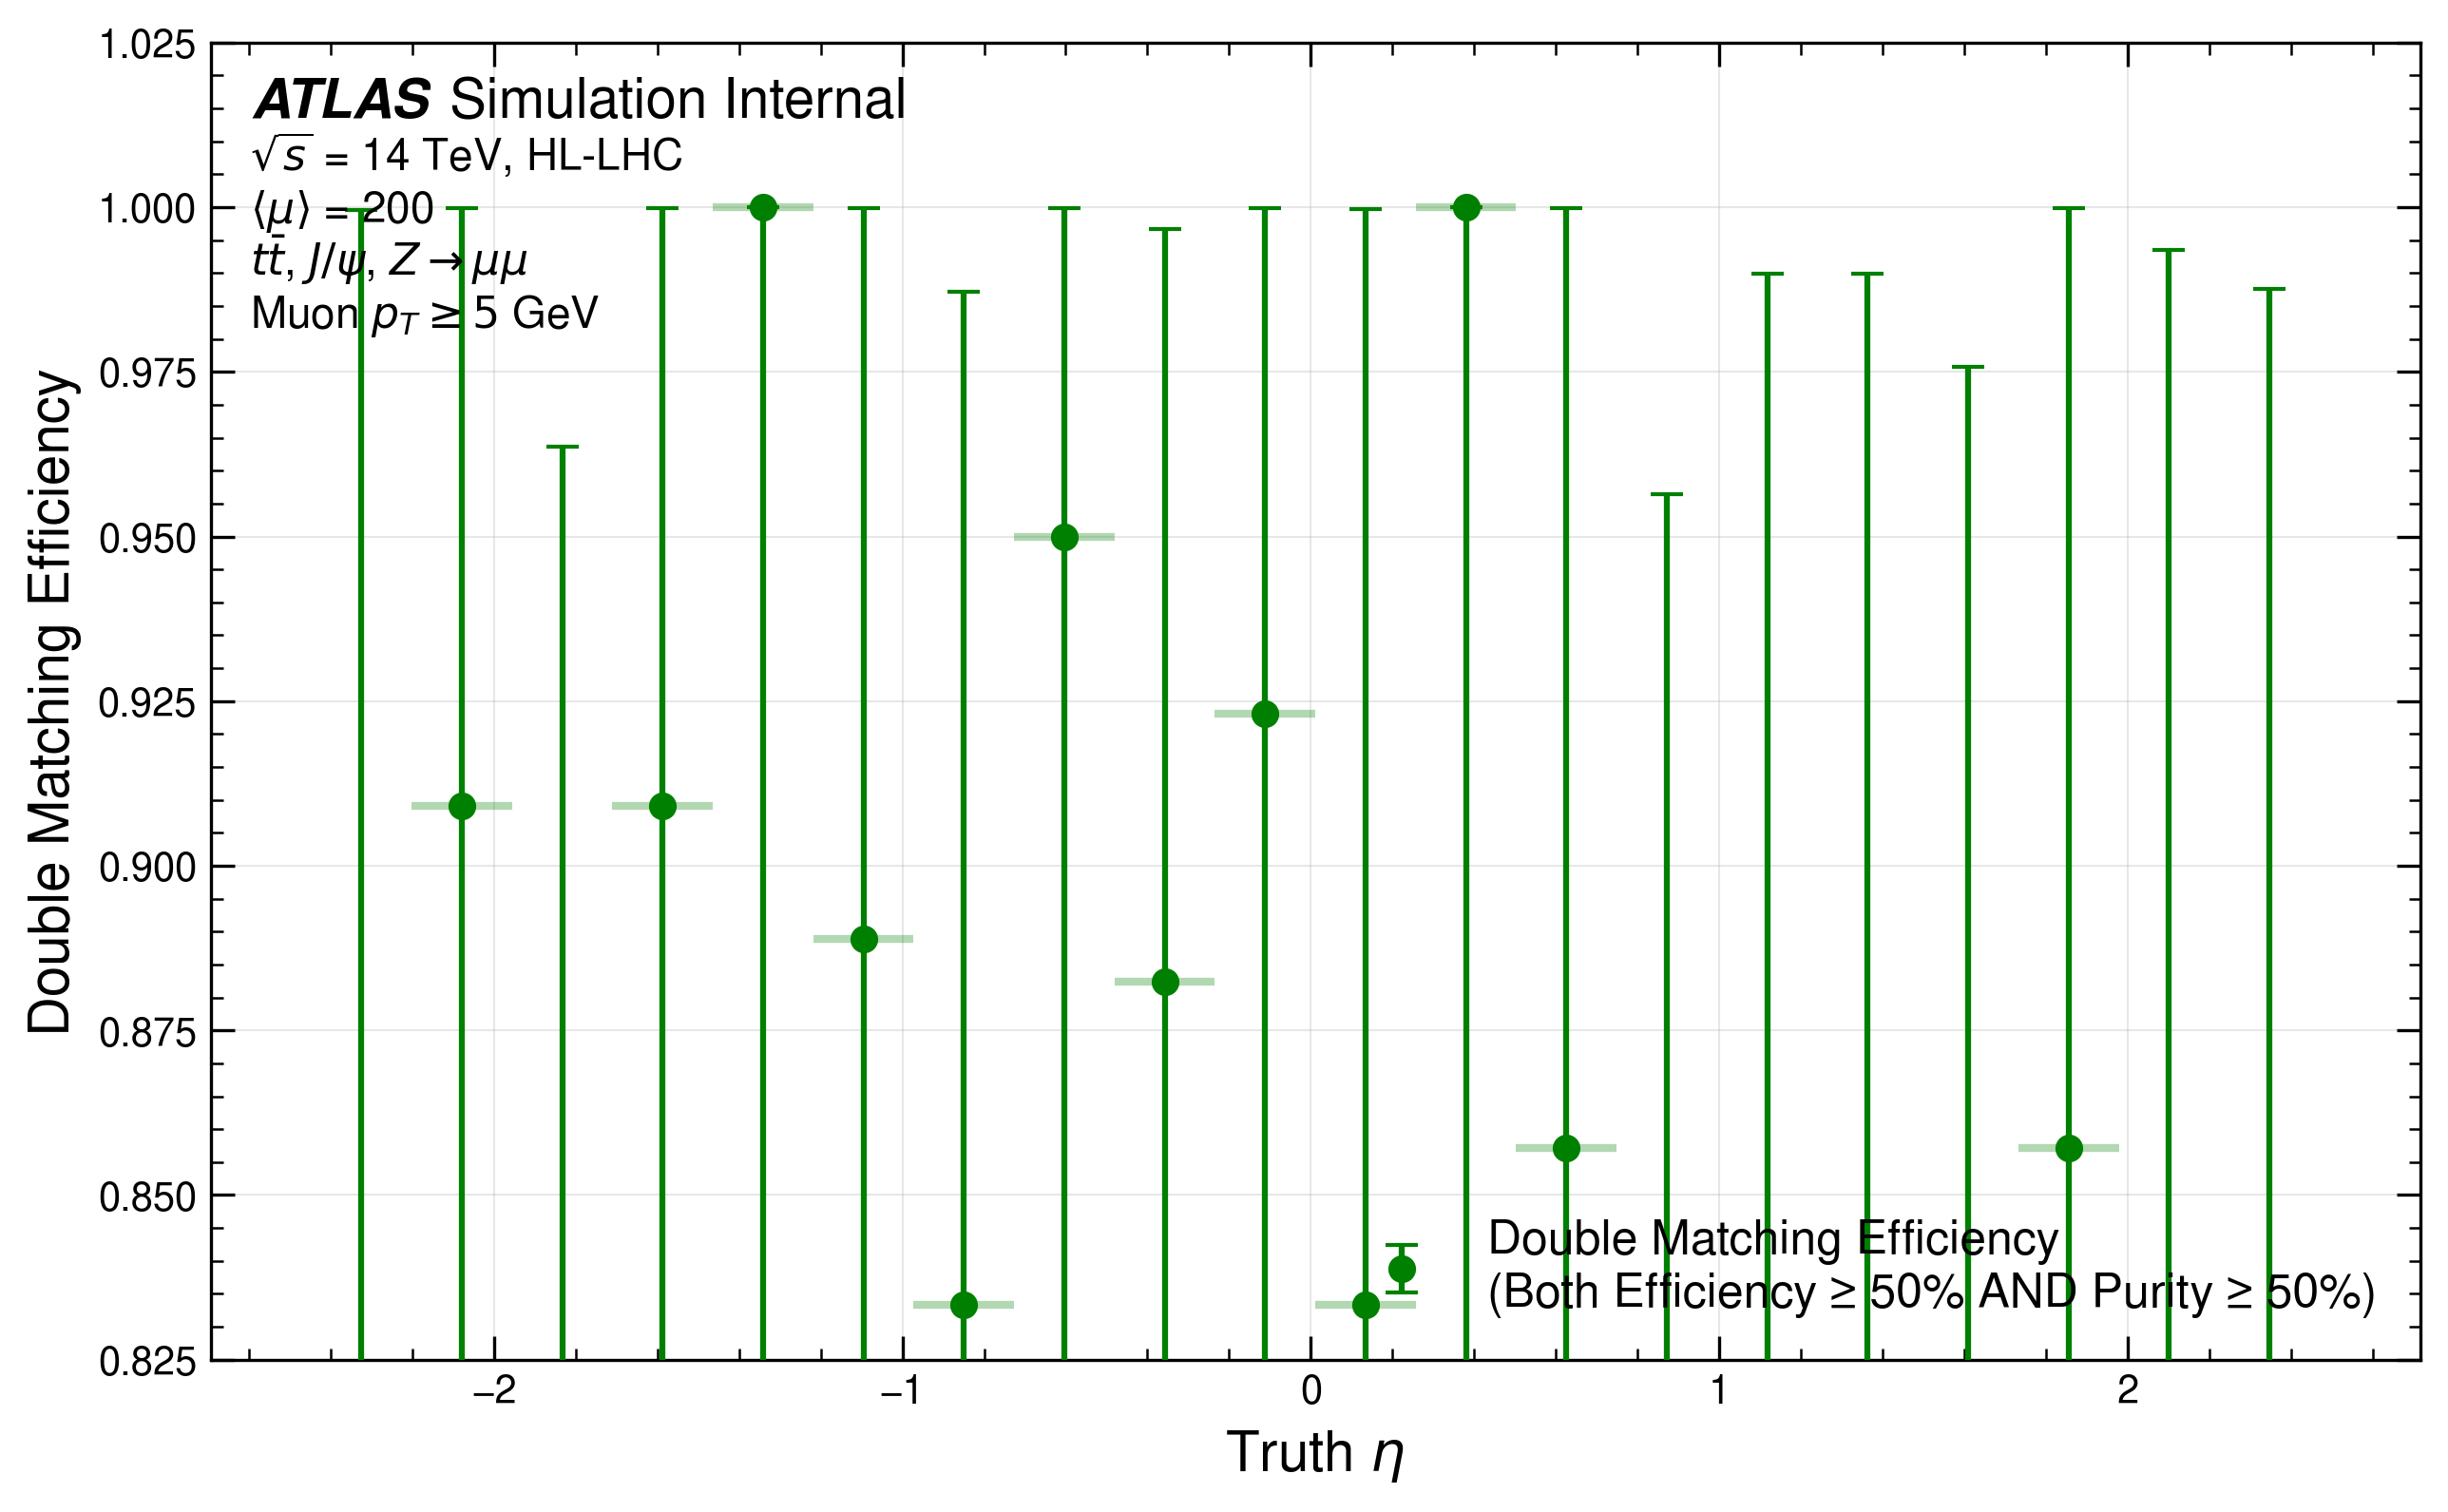 ATLAS Simulation Internal
√s = 14 TeV, HL-LHC
⟨μ⟩ = 200
tt̄, J/ψ, Z → μμ
Muon p_T ≥ 5 GeV
1.025
1.000
0.975
0.950
0.925
0.900
0.875
0.850
0.825
Double Matching Efficiency
Double Matching Efficiency
(Both Efficiency ≥ 50% AND Purity ≥ 50%)
−2
−1
0
1
2
Truth η